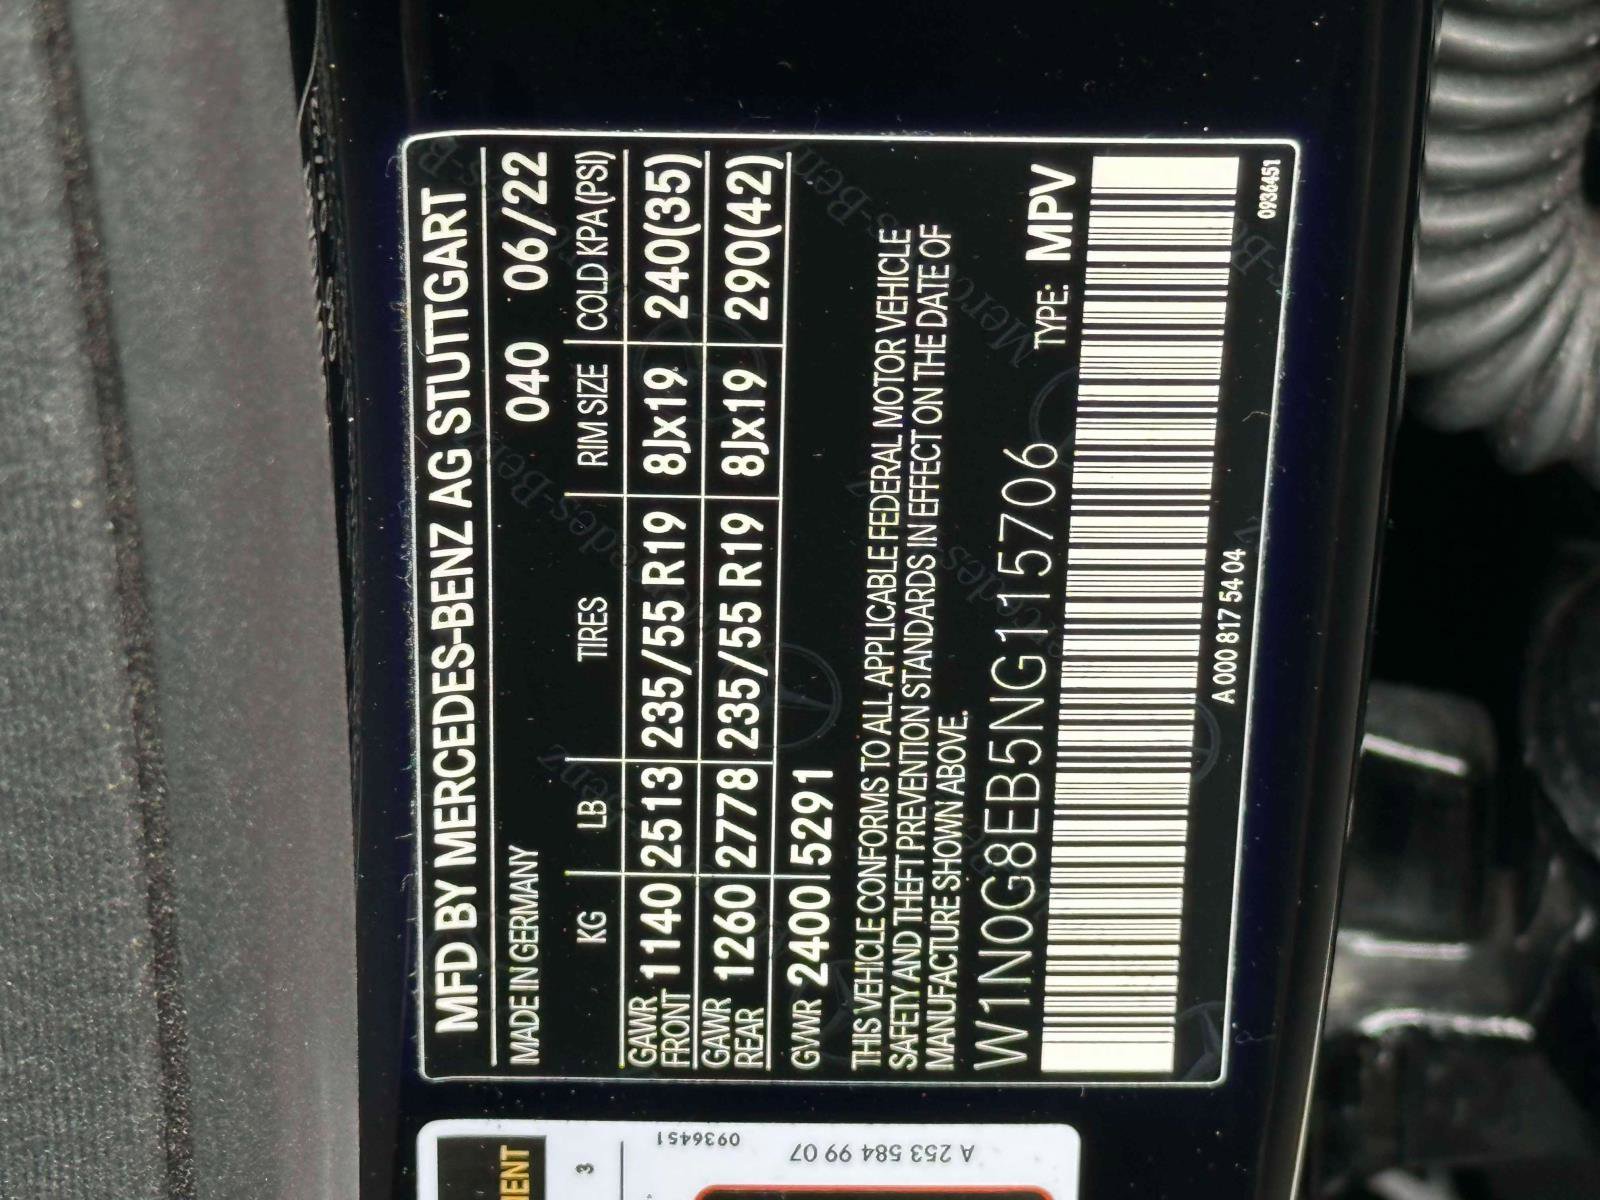 MFD BY MERCEDES-BENZ AG STUTTGART
MADE IN GERMANY 040 06/22
KG LB TIRES RIM SIZE COLD KPA (PSI)
GAWR FRONT 1140 2513 235/55 R19 8Jx19 240(35)
GAWR REAR 1260 2778 235/55 R19 8Jx19 290(42)
GVWR 2400 5291
THIS VEHICLE CONFORMS TO ALL APPLICABLE FEDERAL MOTOR VEHICLE
SAFETY AND THEFT PREVENTION STANDARDS IN EFFECT ON THE DATE OF
MANUFACTURE SHOWN ABOVE.
W1N0G8EB5NG115706 TYPE: MPV
A 000 817 54 04 0936451
0936451
A 253 584 99 07
3